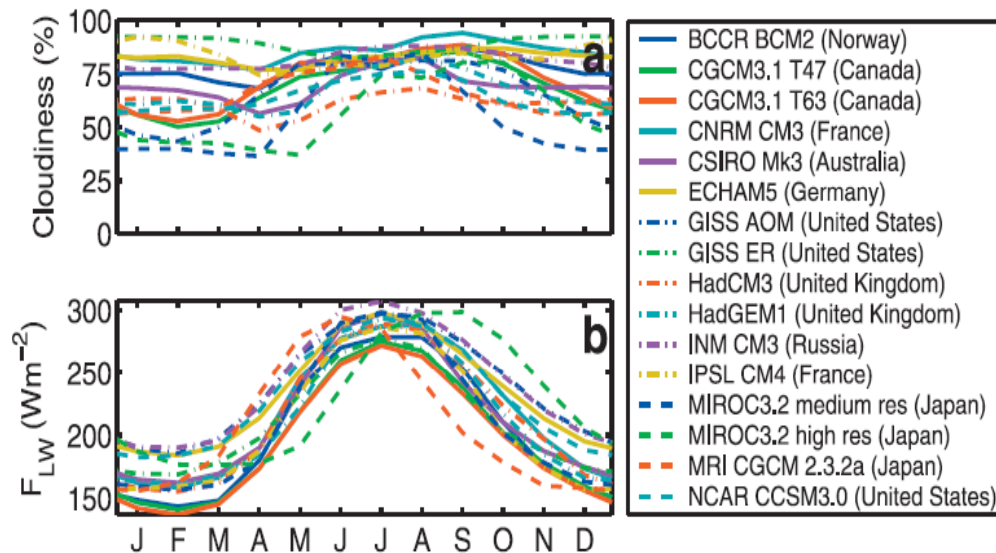 Cloudiness (%)
100
75
50
25
0
a
F_LW (Wm⁻²)
300
250
200
150
b
J F M A M J J A S O N D
BCCR BCM2 (Norway)
CGCM3.1 T47 (Canada)
CGCM3.1 T63 (Canada)
CNRM CM3 (France)
CSIRO Mk3 (Australia)
ECHAM5 (Germany)
GISS AOM (United States)
GISS ER (United States)
HadCM3 (United Kingdom)
HadGEM1 (United Kingdom)
INM CM3 (Russia)
IPSL CM4 (France)
MIROC3.2 medium res (Japan)
MIROC3.2 high res (Japan)
MRI CGCM 2.3.2a (Japan)
NCAR CCSM3.0 (United States)